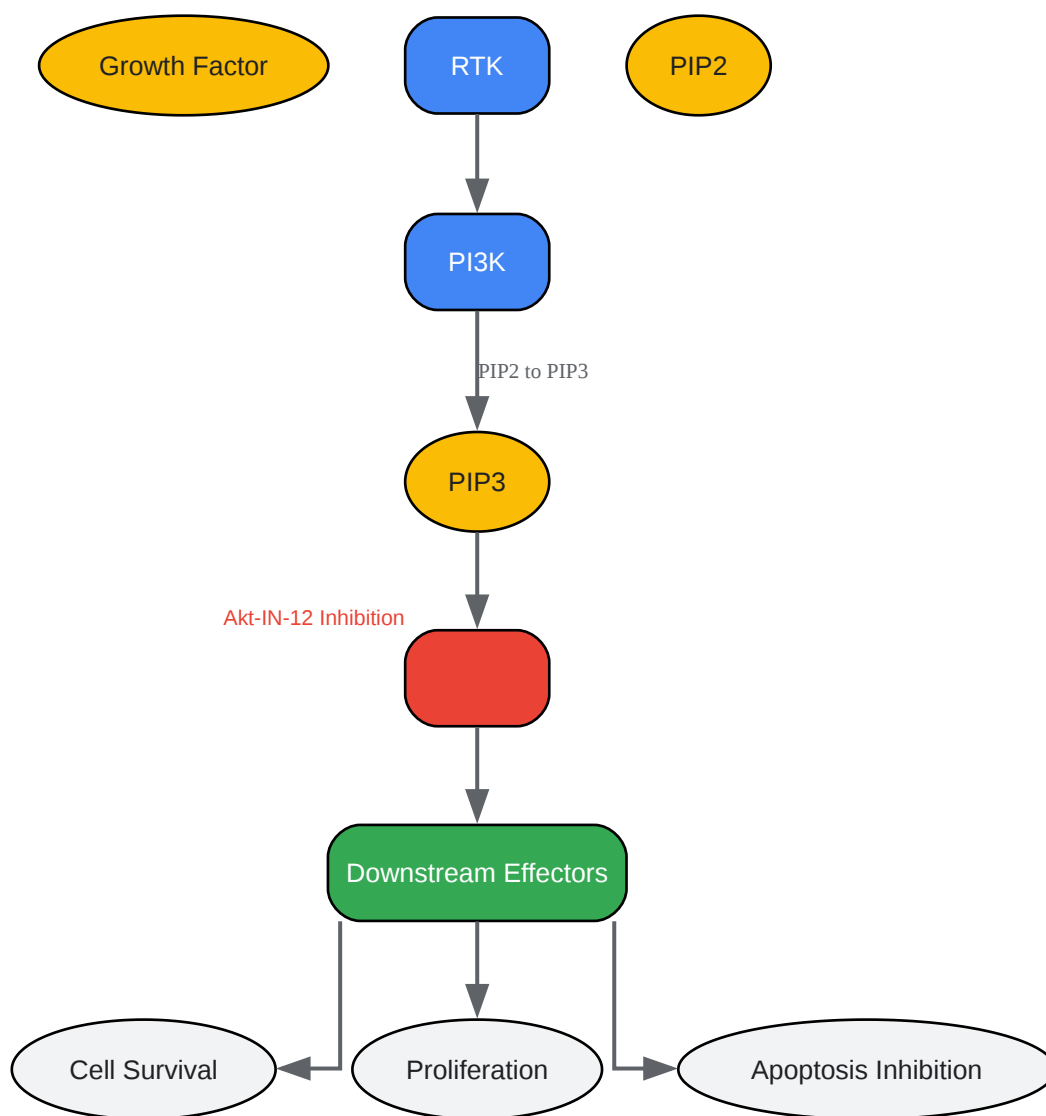 Growth Factor
RTK
PIP2
PI3K
PIP2 to PIP3
PIP3
Akt-IN-12 Inhibition
Downstream Effectors
Cell Survival
Proliferation
Apoptosis Inhibition